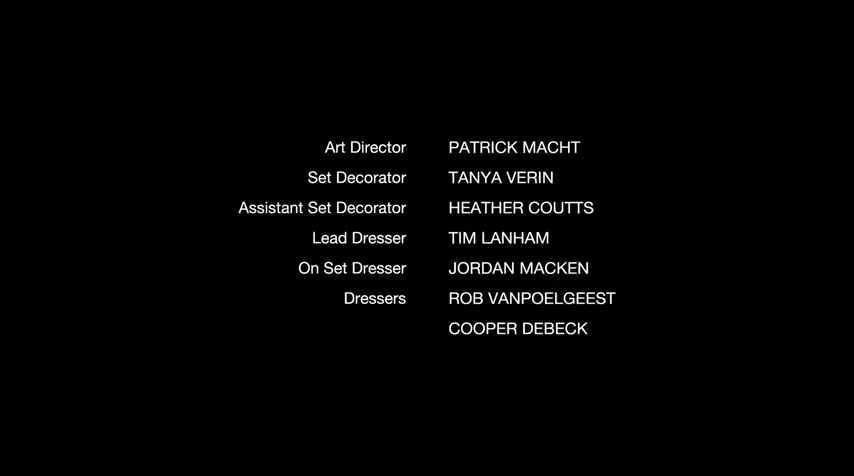 Art Director PATRICK MACHT
Set Decorator TANYA VERIN
Assistant Set Decorator HEATHER COUTTS
Lead Dresser TIM LANHAM
On Set Dresser JORDAN MACKEN
Dressers ROB VANPOELGEEST
COOPER DEBECK